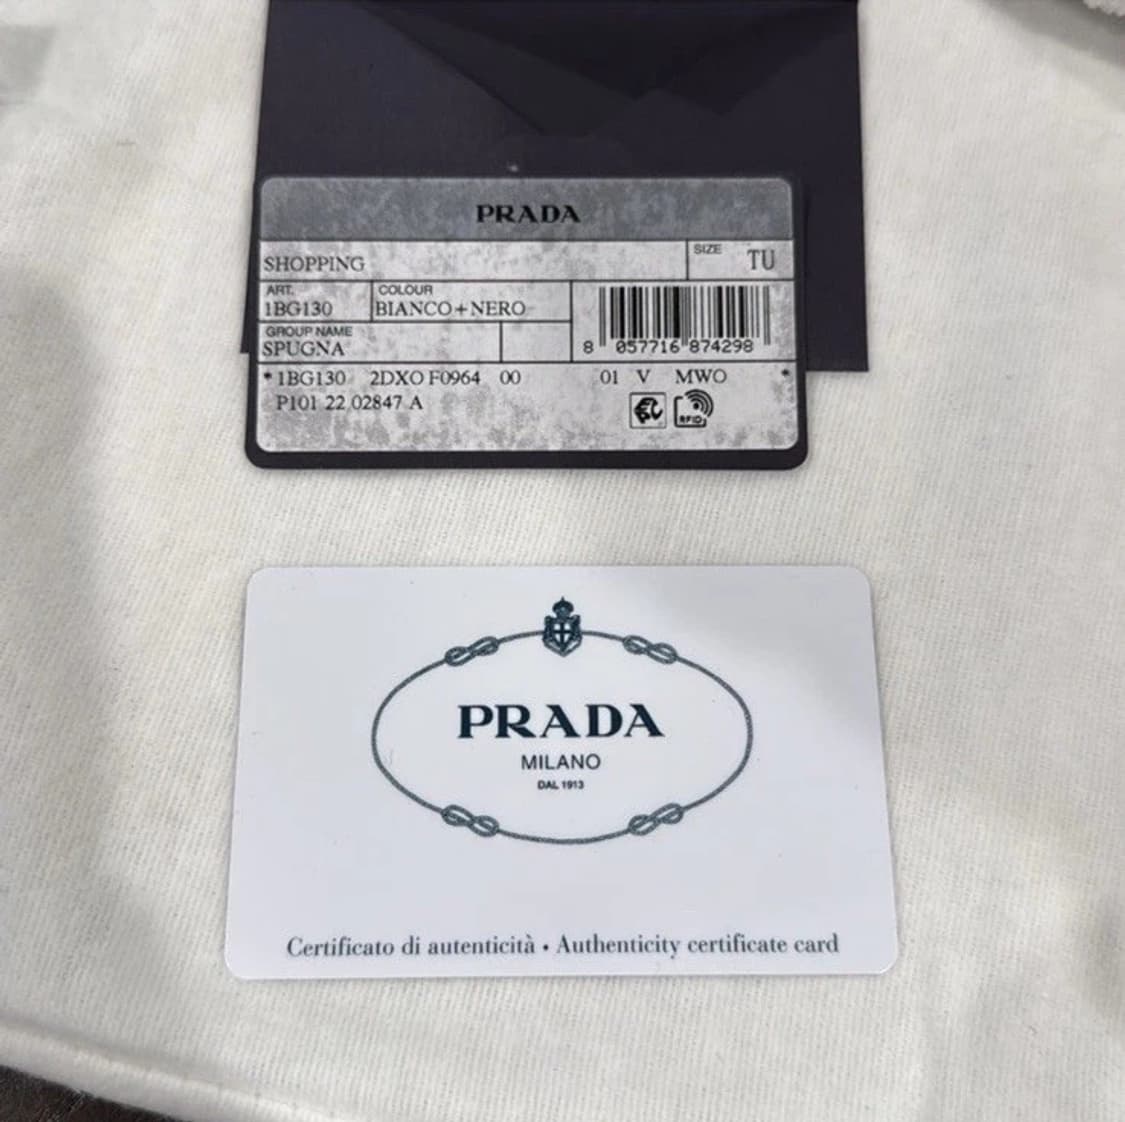 PRADA
SHOPPING SIZE TU
ART. COLOUR
1BG130 BIANCO+NERO
GROUP NAME
SPUGNA 8 057716 874298
* 1BG130 2DXO F0964 00 01 V MWO *
P101 22 02847 A
RFID
PRADA
MILANO
DAL 1913
Certificato di autenticità • Authenticity certificate card